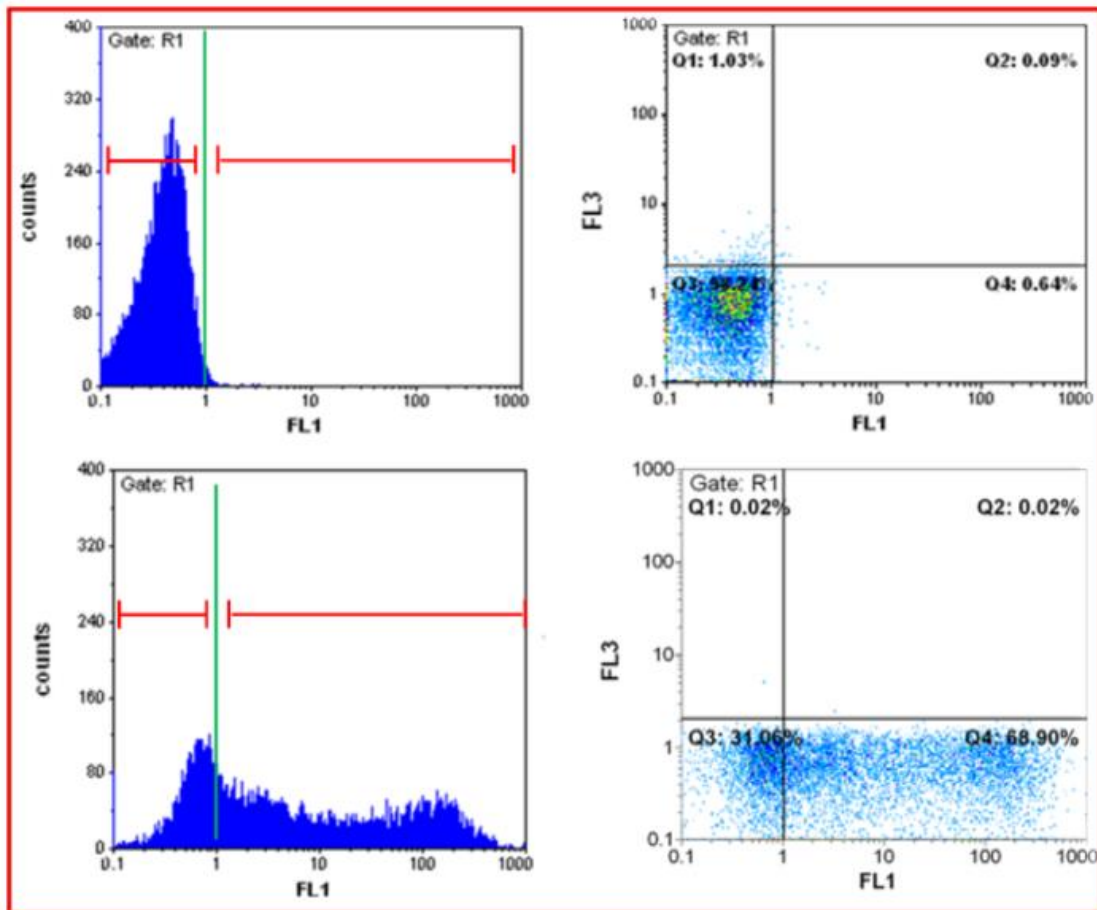 400
320
240
160
80
0
counts
Gate: R1
0.1 1 10 100 1000
FL1
1000
100
10
1
0.1
FL3
Gate: R1
Q1: 1.03% Q2: 0.09%
Q3: Q4: 0.64%
0.1 1 10 100 1000
FL1
400
320
240
160
80
0
counts
Gate: R1
0.1 1 10 100 1000
FL1
1000
100
10
1
0.1
FL3
Gate: R1
Q1: 0.02% Q2: 0.02%
Q3: 31.06% Q4: 68.90%
0.1 1 10 100 1000
FL1